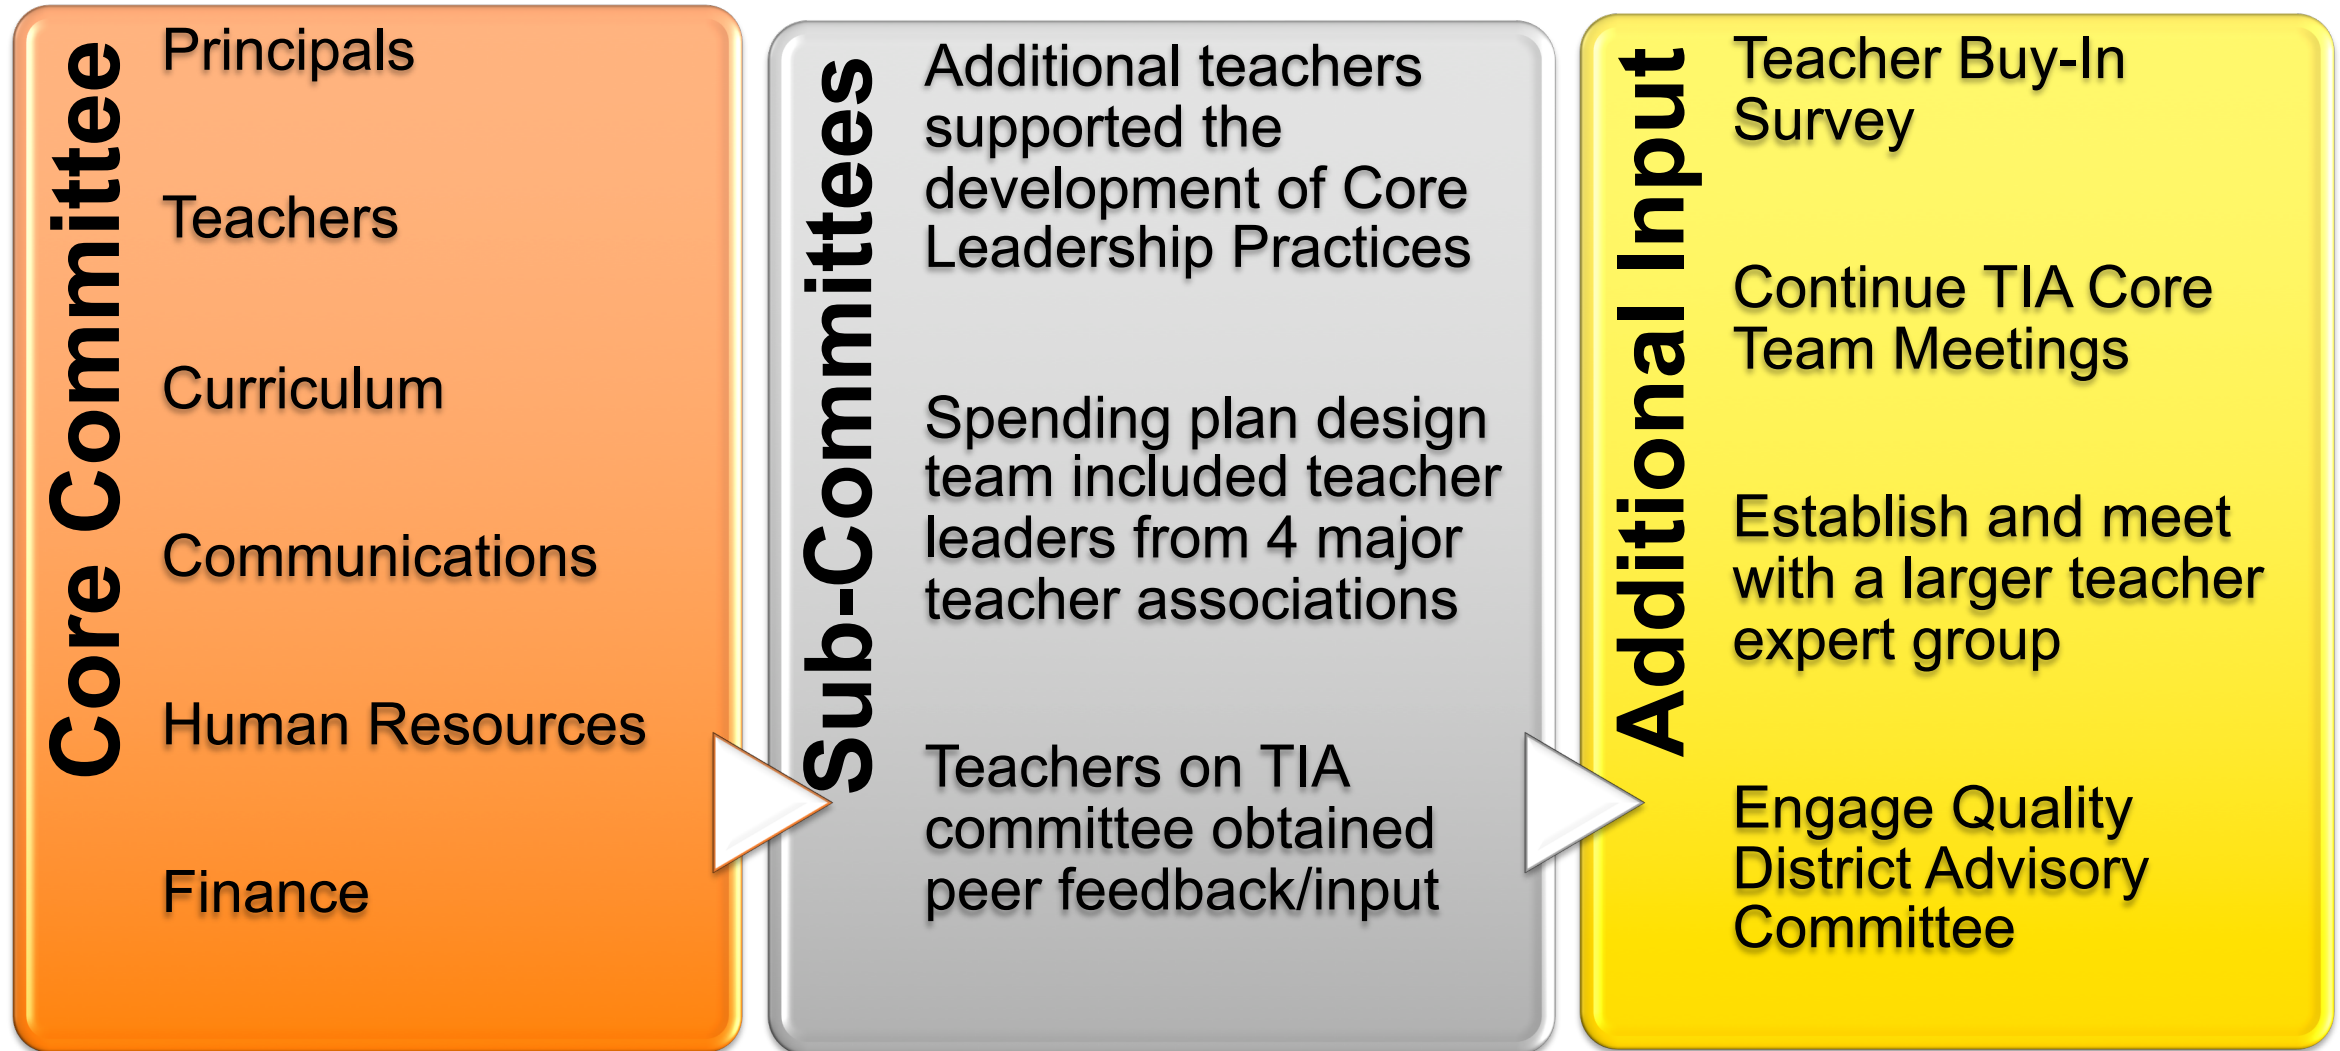 Core Committee
Principals
Teachers
Curriculum
Communications
Human Resources
Finance
Sub-Committees
Additional teachers
supported the
development of Core
Leadership Practices
Spending plan design
team included teacher
leaders from 4 major
teacher associations
Teachers on TIA
committee obtained
peer feedback/input
Additional Input
Teacher Buy-In
Survey
Continue TIA Core
Team Meetings
Establish and meet
with a larger teacher
expert group
Engage Quality
District Advisory
Committee